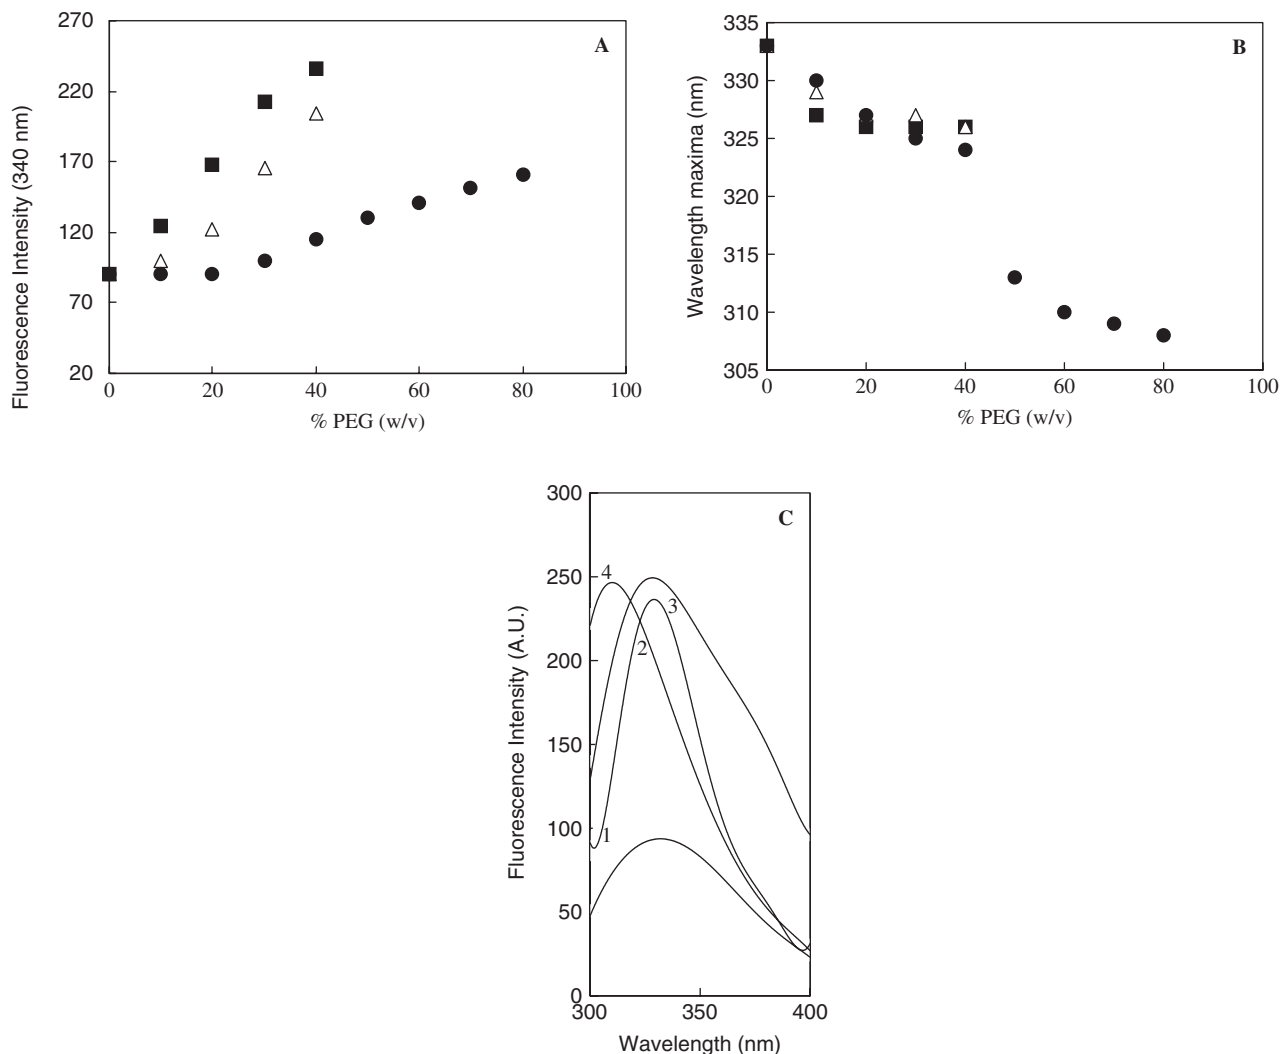 A
Fluorescence Intensity (340 nm)
270
220
170
120
70
20
0 20 40 60 80 100
% PEG (w/v)
B
Wavelength maxima (nm)
335
330
325
320
315
310
305
0 20 40 60 80 100
% PEG (w/v)
C
Fluorescence Intensity (A.U.)
300
250
200
150
100
50
0
4
3
2
1
300 350 400
Wavelength (nm)